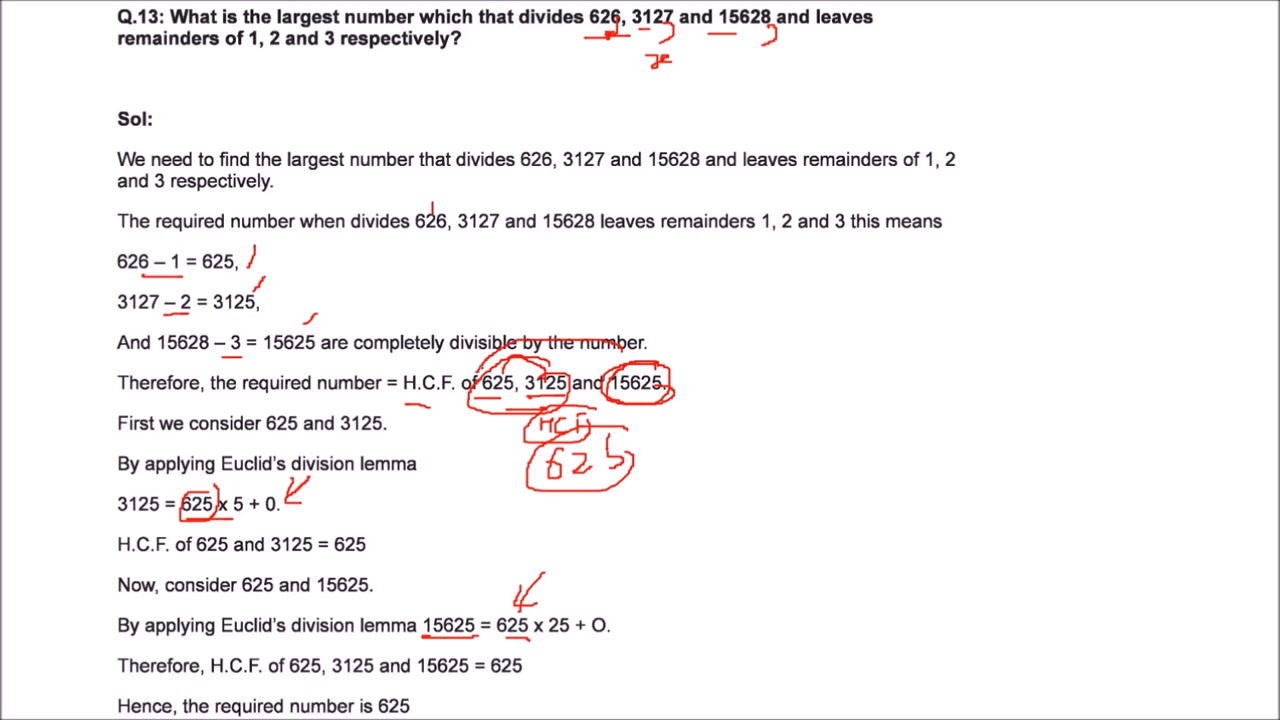 Q.13: What is the largest number which that divides 626, 3127 and 15628 and leaves
remainders of 1, 2 and 3 respectively?
Sol:
We need to find the largest number that divides 626, 3127 and 15628 and leaves remainders of 1, 2
and 3 respectively.
The required number when divides 626, 3127 and 15628 leaves remainders 1, 2 and 3 this means
626 – 1 = 625,
3127 – 2 = 3125,
And 15628 – 3 = 15625 are completely divisible by the number.
Therefore, the required number = H.C.F. of 625, 3125 and 15625,
First we consider 625 and 3125.
HCF
By applying Euclid's division lemma
625
3125 = 625 x 5 + 0.
H.C.F. of 625 and 3125 = 625
Now, consider 625 and 15625.
By applying Euclid's division lemma 15625 = 625 x 25 + O.
Therefore, H.C.F. of 625, 3125 and 15625 = 625
Hence, the required number is 625